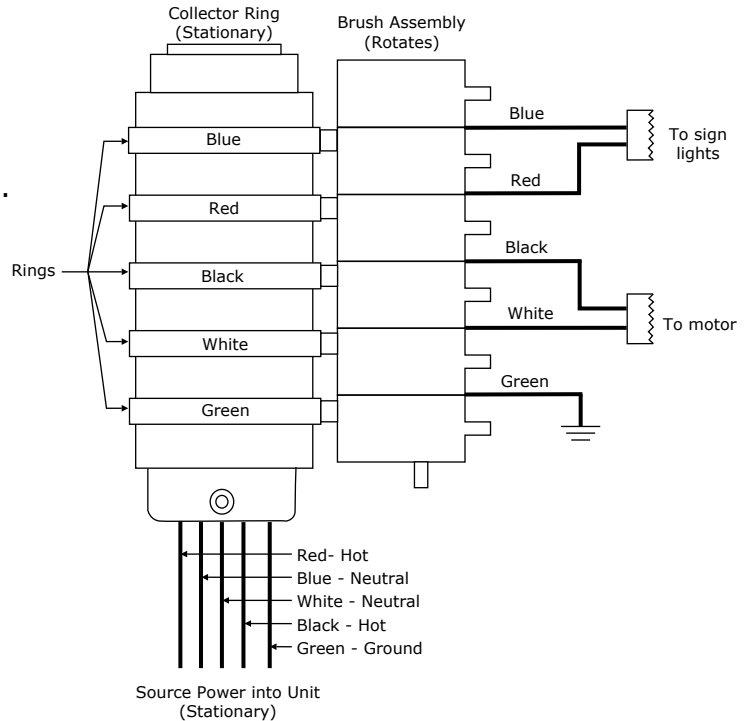 Collector Ring
(Stationary)
Brush Assembly
(Rotates)
Blue
Red
Black
White
Green
Rings
Blue
Red
Black
White
Green
To sign
lights
To motor
Red- Hot
Blue - Neutral
White - Neutral
Black - Hot
Green - Ground
Source Power into Unit
(Stationary)